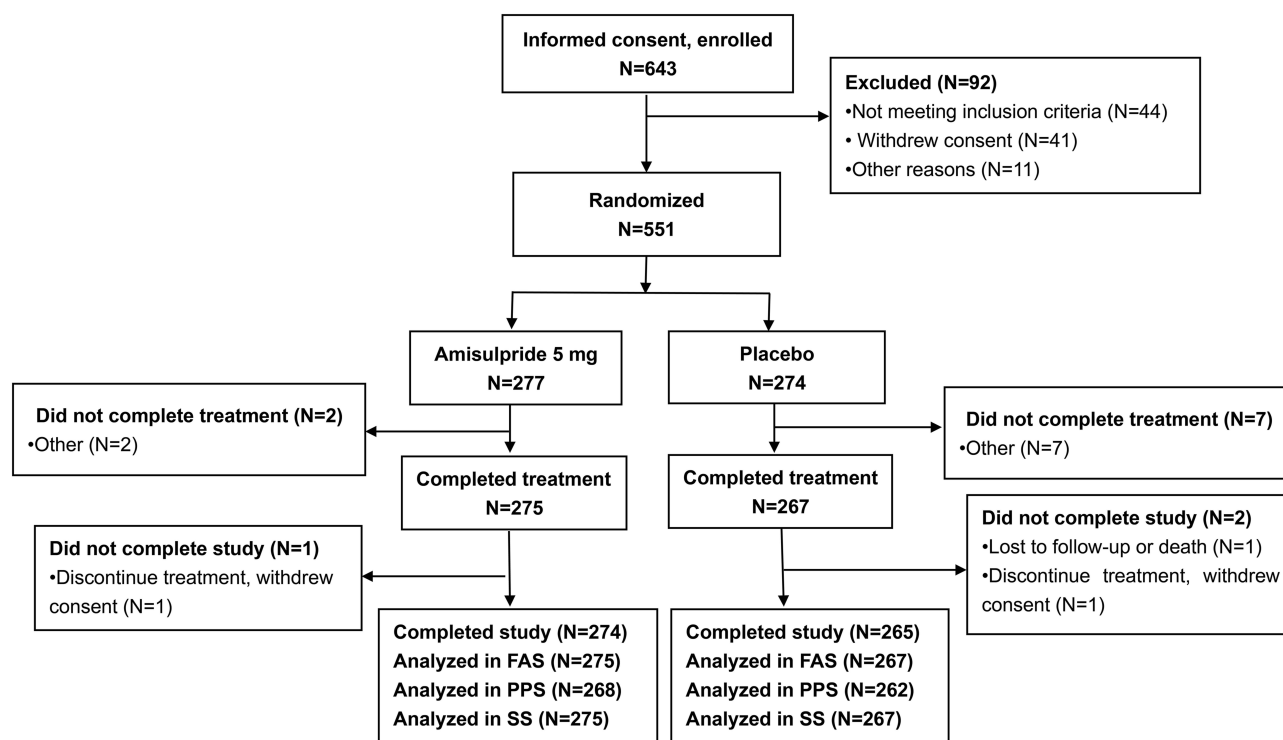 Informed consent, enrolled
N=643
Excluded (N=92)
•Not meeting inclusion criteria (N=44)
• Withdrew consent (N=41)
•Other reasons (N=11)
Randomized
N=551
Amisulpride 5 mg
N=277
Placebo
N=274
Did not complete treatment (N=2)
•Other (N=2)
Did not complete treatment (N=7)
•Other (N=7)
Completed treatment
N=275
Completed treatment
N=267
Did not complete study (N=1)
•Discontinue treatment, withdrew
consent (N=1)
Did not complete study (N=2)
•Lost to follow-up or death (N=1)
•Discontinue treatment, withdrew
consent (N=1)
Completed study (N=274)
Analyzed in FAS (N=275)
Analyzed in PPS (N=268)
Analyzed in SS (N=275)
Completed study (N=265)
Analyzed in FAS (N=267)
Analyzed in PPS (N=262)
Analyzed in SS (N=267)